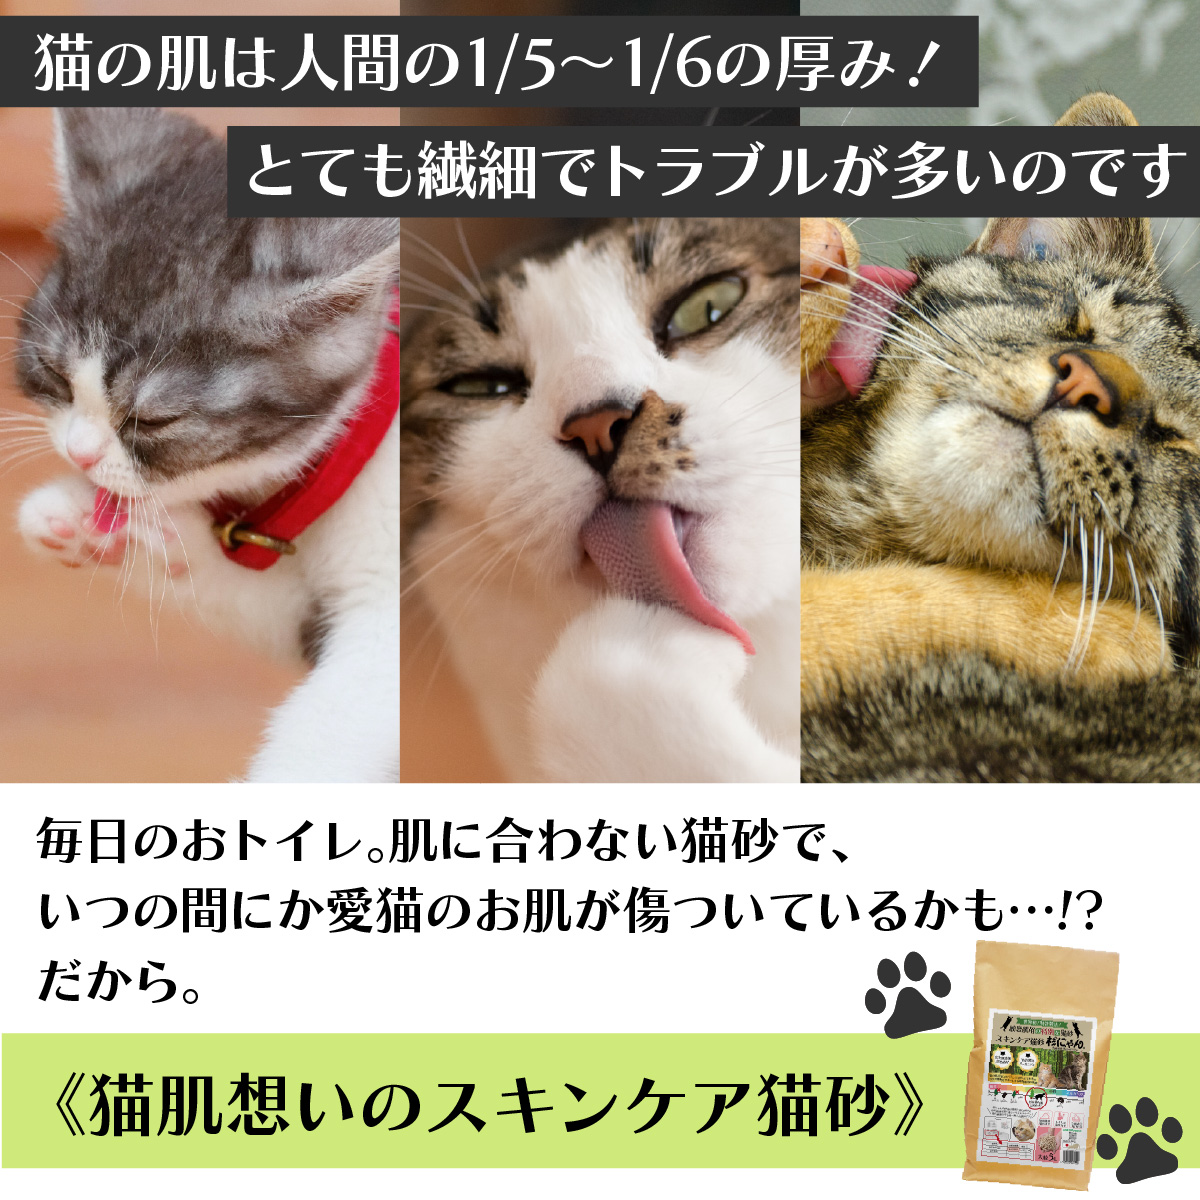 猫の肌は人間の1/5〜1/6の厚み！
とても繊細でトラブルが多いのです
毎日のおトイレ。肌に合わない猫砂で、
いつの間にか愛猫のお肌が傷ついているかも…!?
だから。
《猫肌想いのスキンケア猫砂》
スキンケア猫砂 杉にゃん。